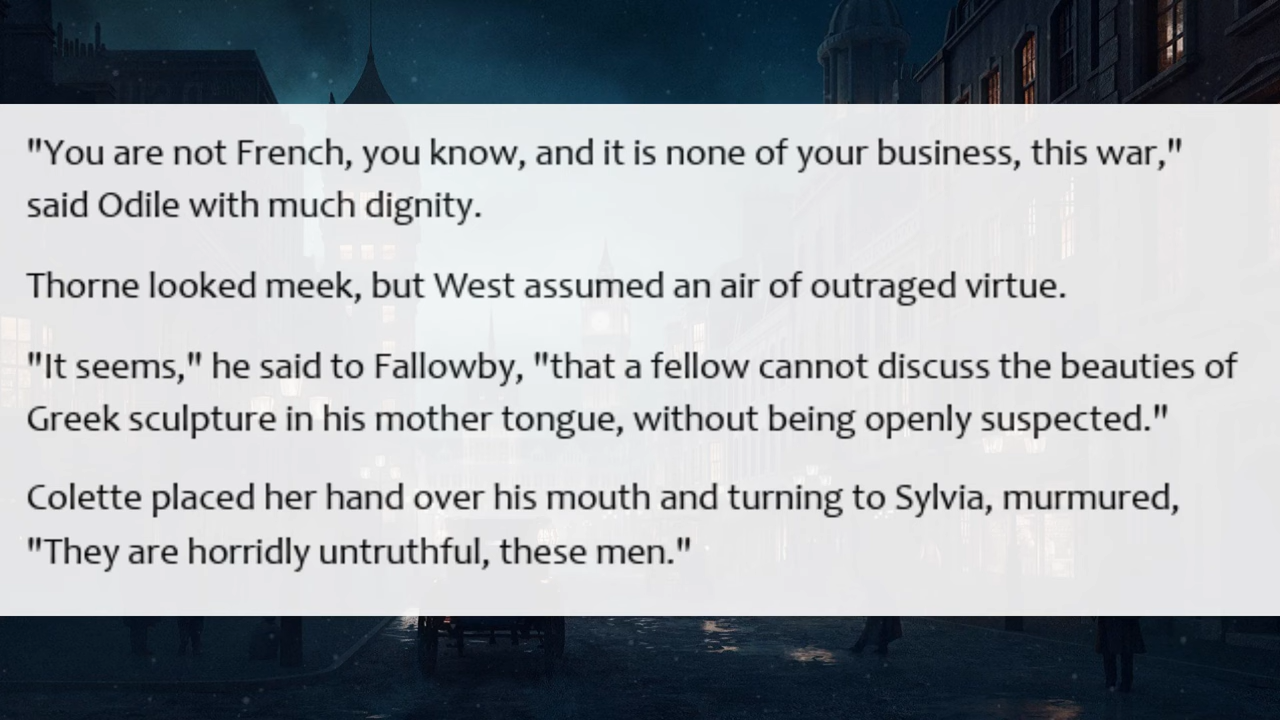 "You are not French, you know, and it is none of your business, this war,"
said Odile with much dignity.
Thorne looked meek, but West assumed an air of outraged virtue.
"It seems," he said to Fallowby, "that a fellow cannot discuss the beauties of
Greek sculpture in his mother tongue, without being openly suspected."
Colette placed her hand over his mouth and turning to Sylvia, murmured,
"They are horridly untruthful, these men."